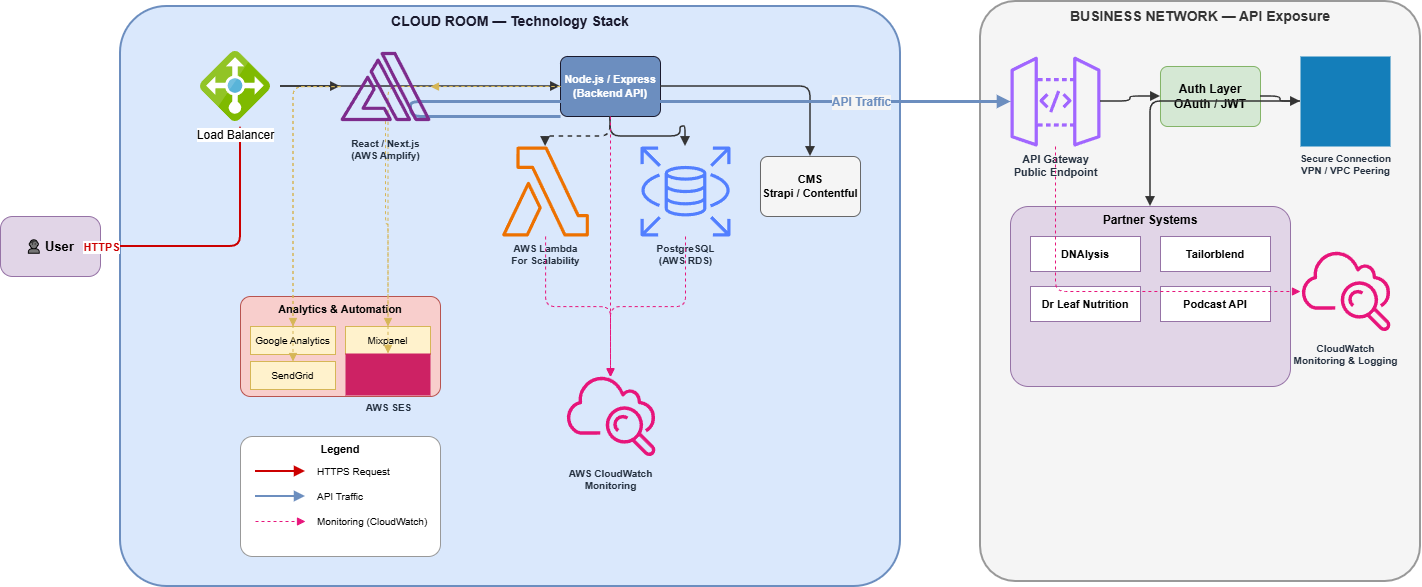 CLOUD ROOM — Technology Stack
BUSINESS NETWORK — API Exposure
Load Balancer
React / Next.js
(AWS Amplify)
Node.js / Express
(Backend API)
API Traffic
API Gateway
Public Endpoint
Auth Layer
OAuth / JWT
Secure Connection
VPN / VPC Peering
User
HTTPS
AWS Lambda
For Scalability
PostgreSQL
(AWS RDS)
CMS
Strapi / Contentful
Partner Systems
DNAlysis
Tailorblend
Dr Leaf Nutrition
Podcast API
CloudWatch
Monitoring & Logging
Analytics & Automation
Google Analytics
Mixpanel
SendGrid
AWS SES
AWS CloudWatch
Monitoring
Legend
HTTPS Request
API Traffic
Monitoring (CloudWatch)